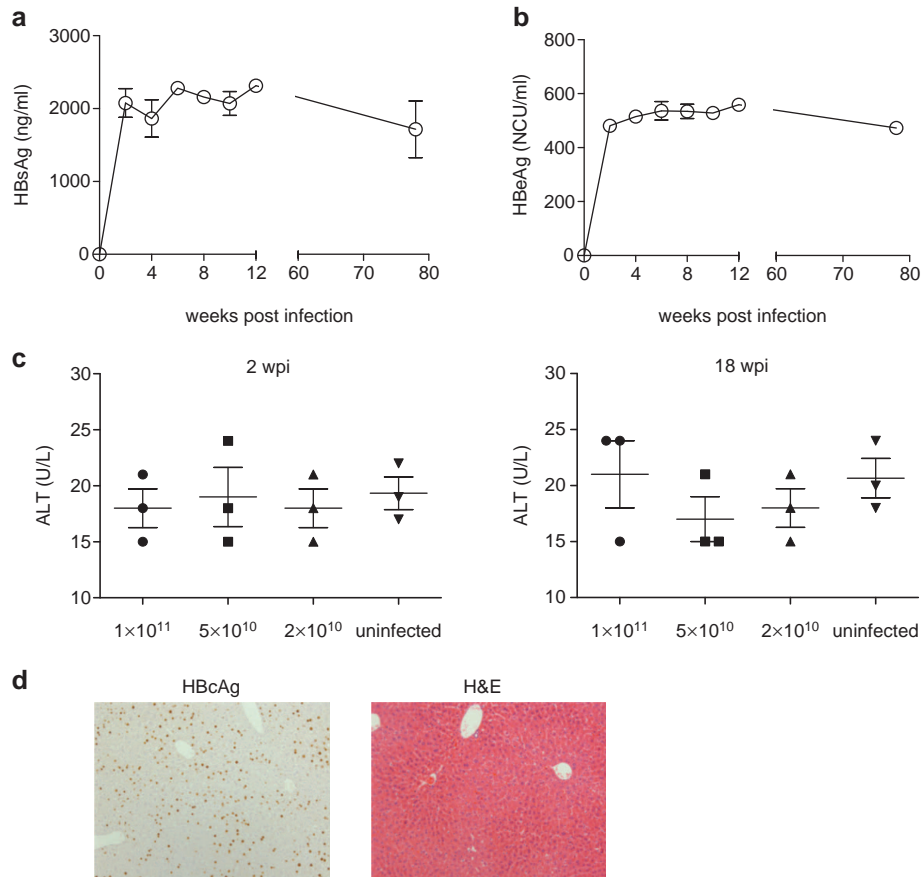 a
3000
2000
1000
0
HBsAg (ng/ml)
0 4 8 12 60 70 80
weeks post infection
b
800
600
400
200
0
HBeAg (NCU/ml)
0 4 8 12 60 70 80
weeks post infection
c
2 wpi
30
25
20
15
10
ALT (U/L)
1×10¹¹ 5×10¹⁰ 2×10¹⁰ uninfected
18 wpi
30
25
20
15
10
ALT (U/L)
1×10¹¹ 5×10¹⁰ 2×10¹⁰ uninfected
d
HBcAg
H&E